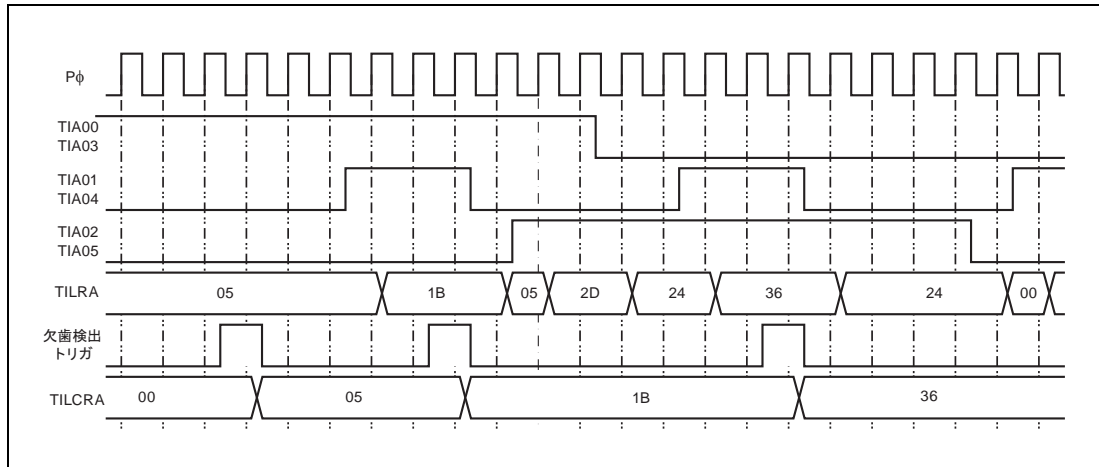 Pφ
TIA00
TIA03
TIA01
TIA04
TIA02
TIA05
TILRA 05 1B 05 2D 24 36 24 00
欠歯検出
トリガ
TILCRA 00 05 1B 36